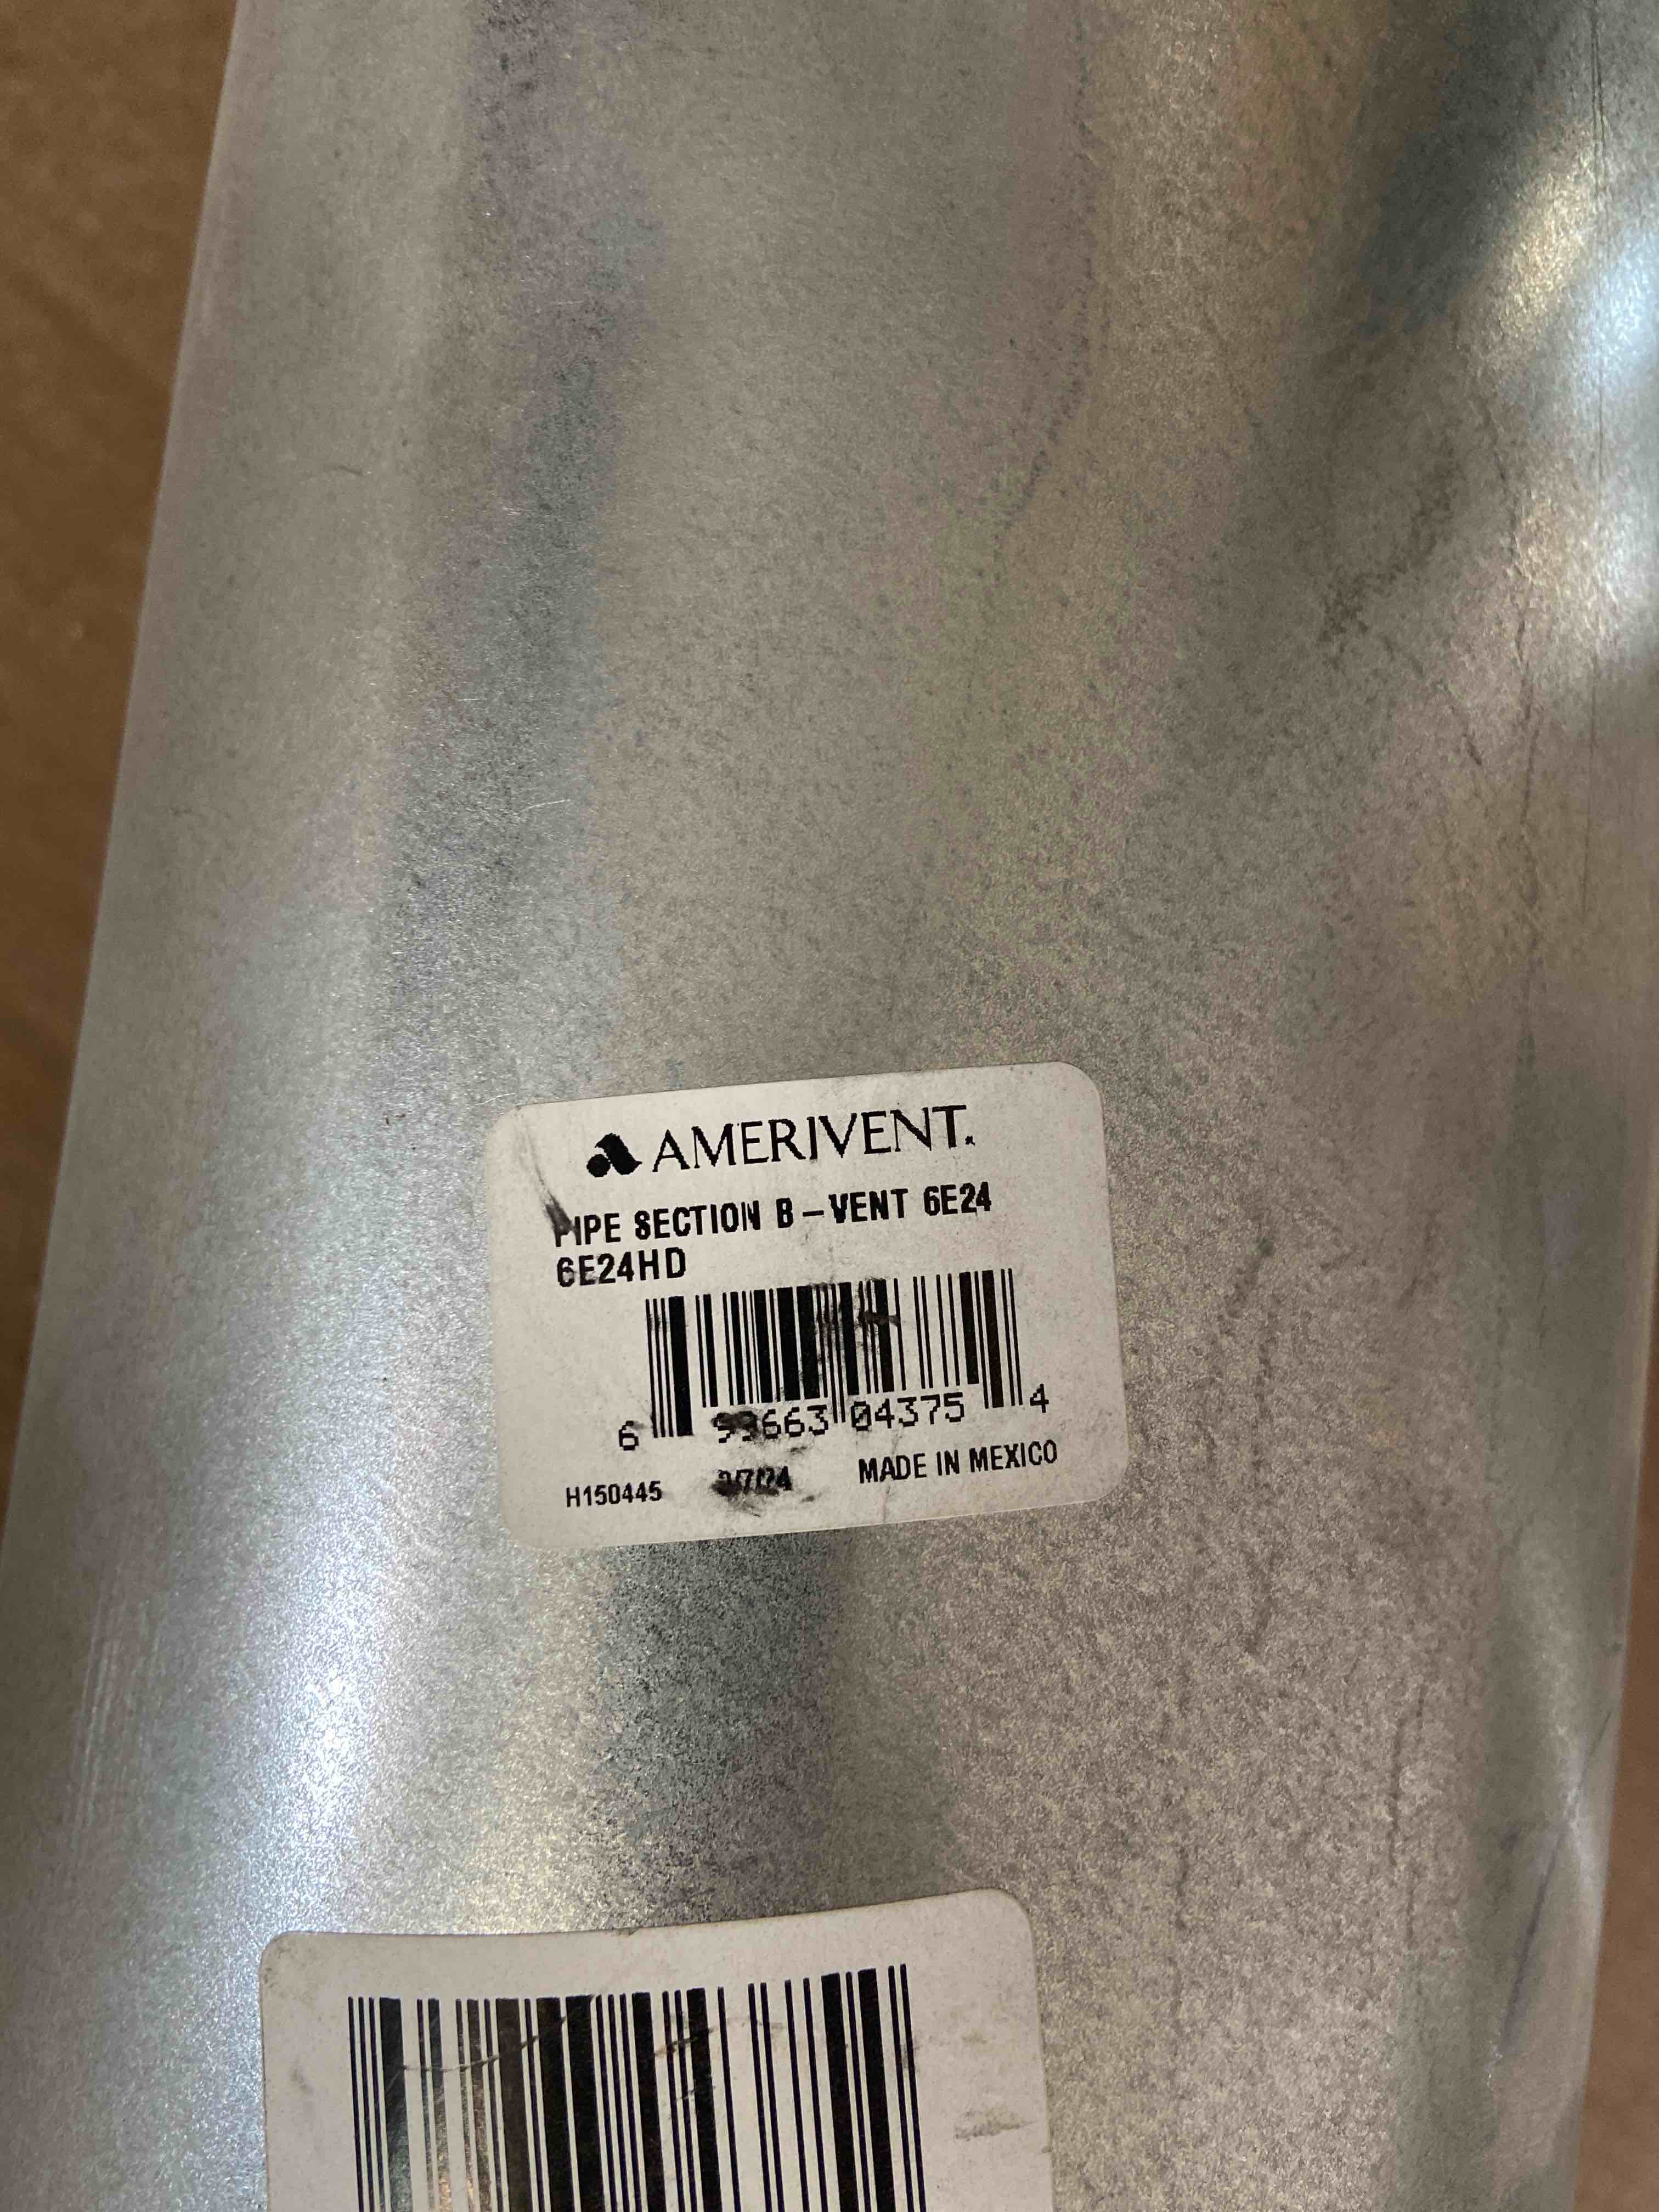 AMERIVENT.
PIPE SECTION B-VENT 6E24
6E24HD
6 99663 04375 4
H150445 MADE IN MEXICO